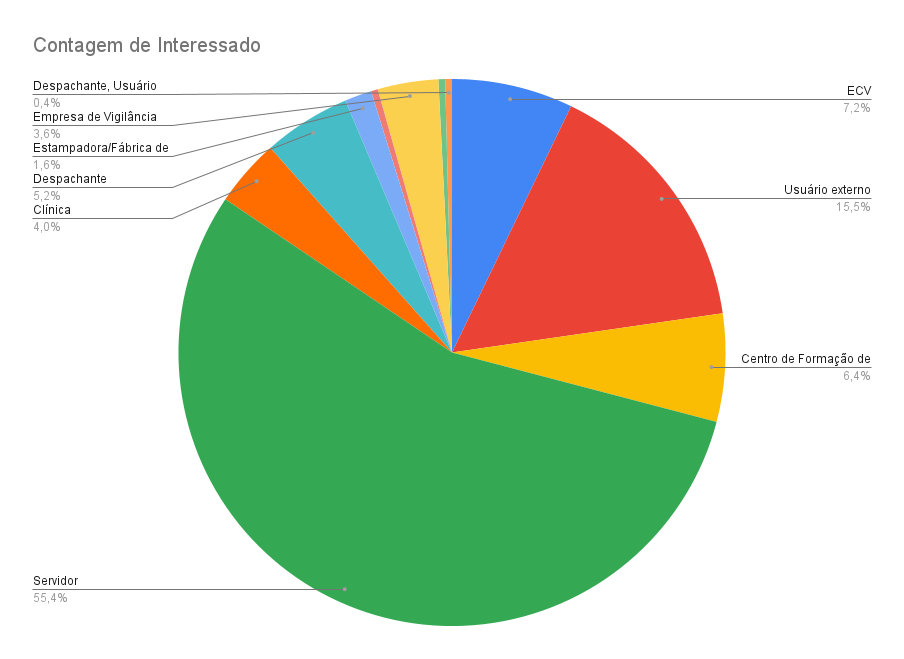 Contagem de Interessado
Despachante, Usuário
0,4%
Empresa de Vigilância
3,6%
Estampadora/Fábrica de
1,6%
Despachante
5,2%
Clínica
4,0%
Servidor
55,4%
ECV
7,2%
Usuário externo
15,5%
Centro de Formação de
6,4%